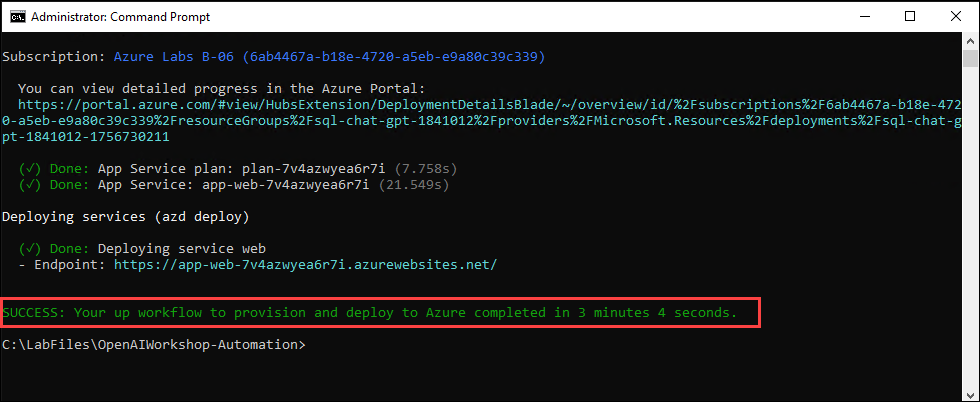 Administrator: Command Prompt
Subscription: Azure Labs B-06 (6ab4467a-b18e-4720-a5eb-e9a80c39c339)
You can view detailed progress in the Azure Portal:
https://portal.azure.com/#view/HubsExtension/DeploymentDetailsBlade/~/overview/id/%2Fsubscriptions%2F6ab4467a-b18e-472
0-a5eb-e9a80c39c339%2FresourceGroups%2Fsql-chat-gpt-1841012%2Fproviders%2FMicrosoft.Resources%2Fdeployments%2Fsql-chat-g
pt-1841012-1756730211
(✓) Done: App Service plan: plan-7v4azwyea6r7i (7.758s)
(✓) Done: App Service: app-web-7v4azwyea6r7i (21.549s)
Deploying services (azd deploy)
(✓) Done: Deploying service web
- Endpoint: https://app-web-7v4azwyea6r7i.azurewebsites.net/
SUCCESS: Your up workflow to provision and deploy to Azure completed in 3 minutes 4 seconds.
C:\LabFiles\OpenAIWorkshop-Automation>